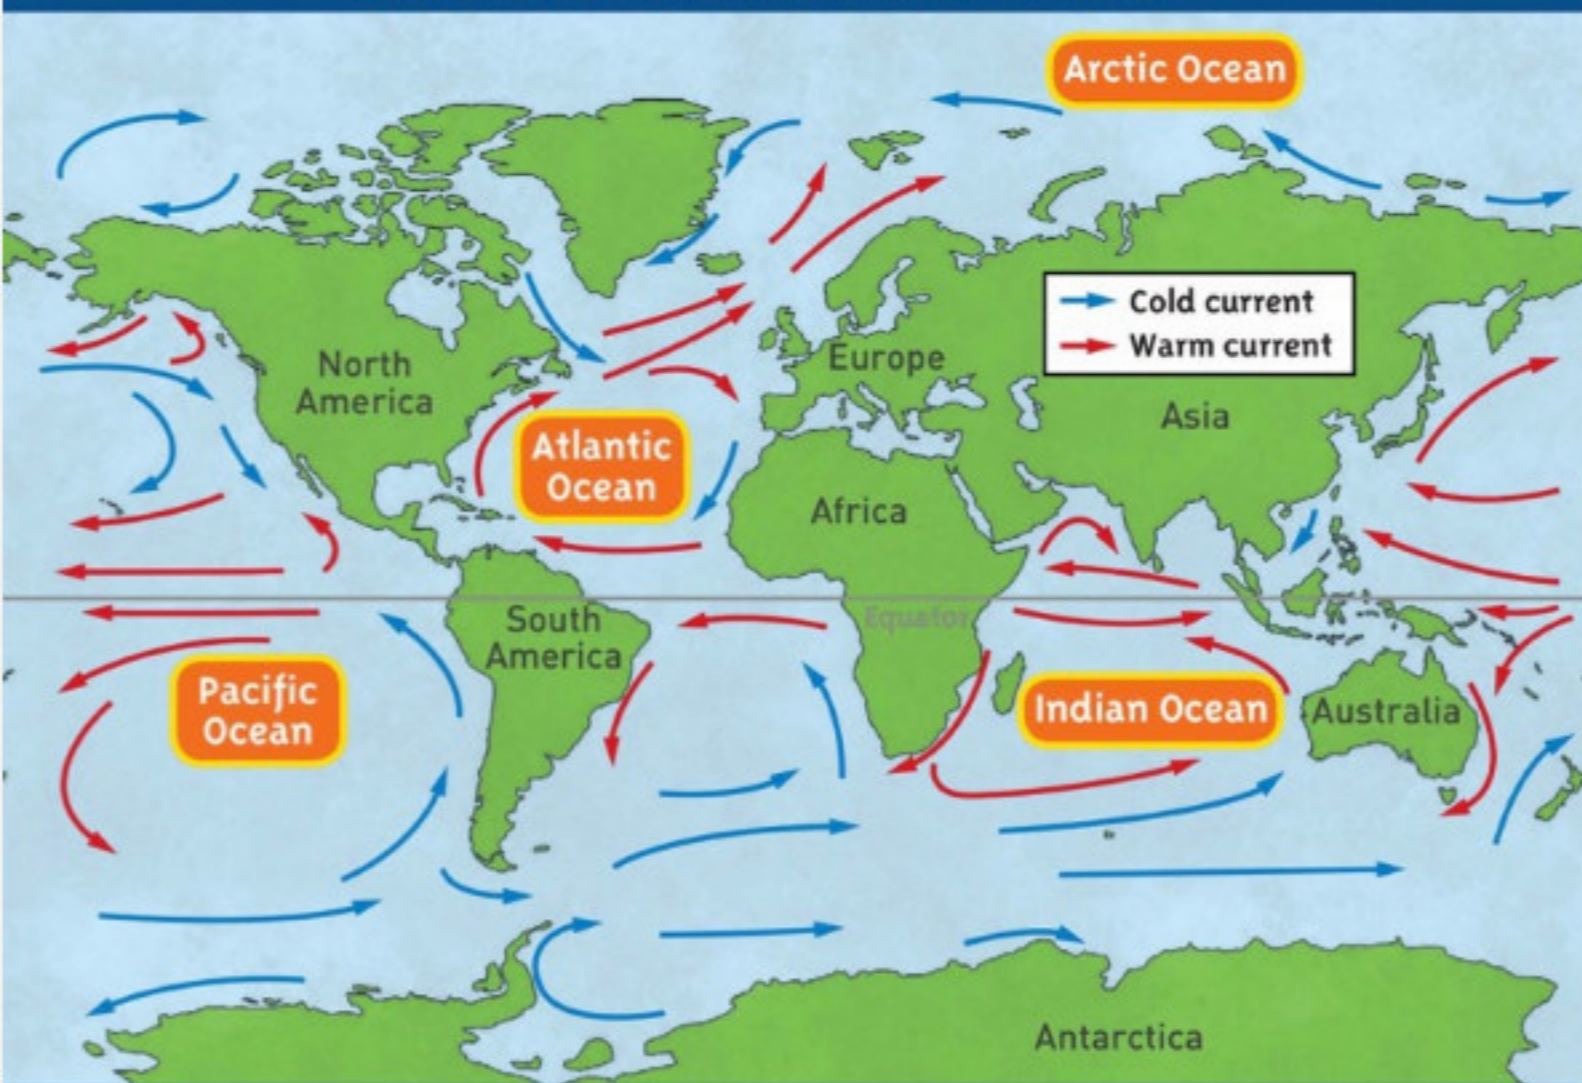 Arctic Ocean
Cold current
Warm current
North
America
Europe
Asia
Atlantic
Ocean
Africa
South
America
Equator
Pacific
Ocean
Indian Ocean
Australia
Antarctica